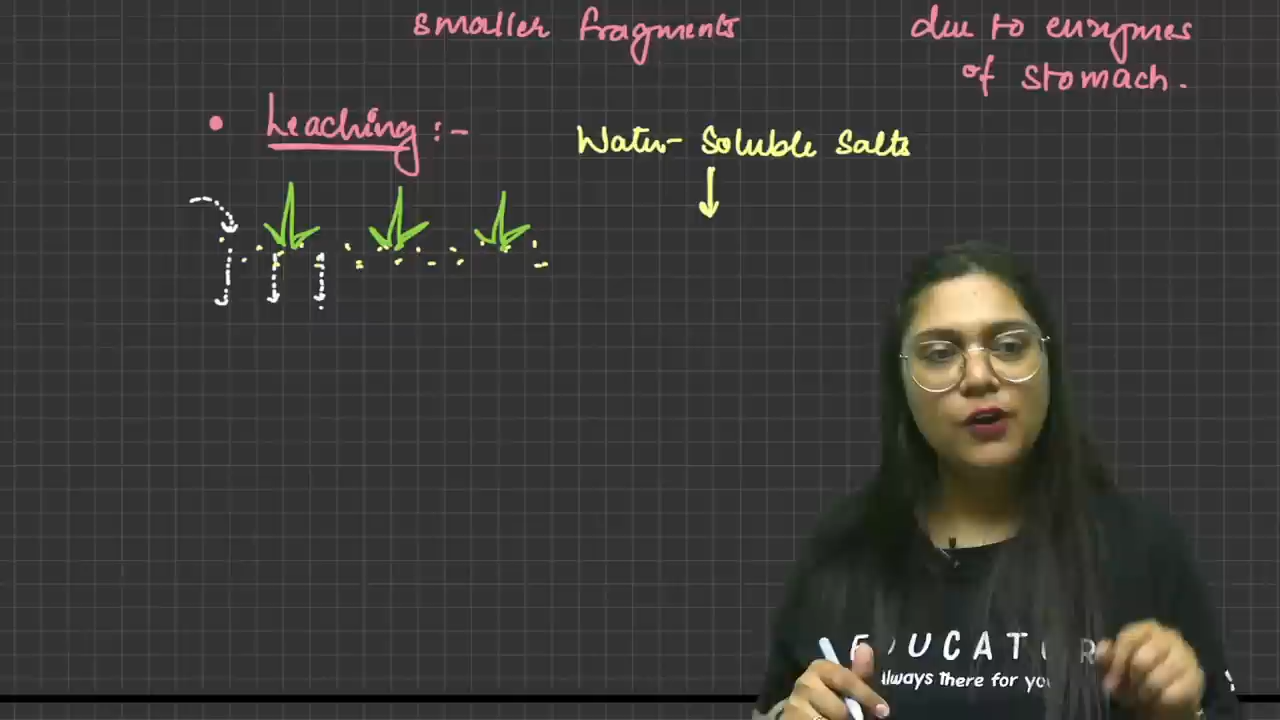 smaller fragments
due to enzymes
of stomach.
• Leaching :-
Water- Soluble Salts
EDUCATOR
always there for you